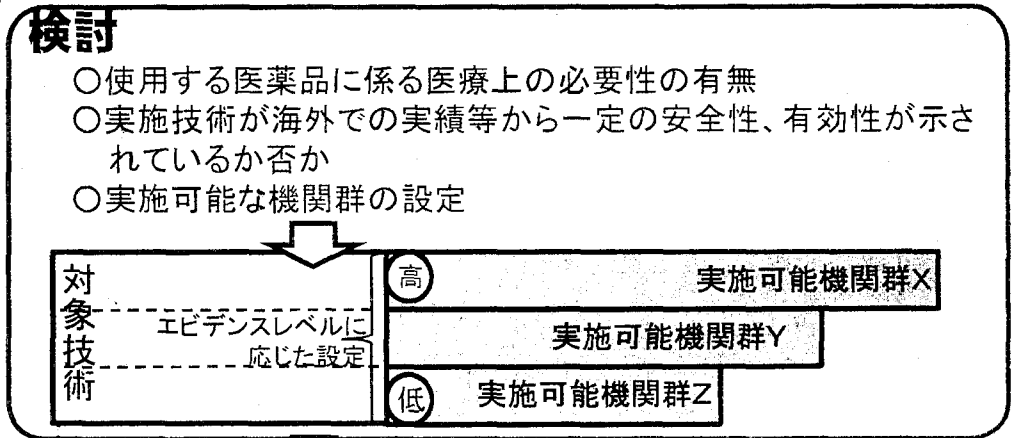 検討
○使用する医薬品に係る医療上の必要性の有無
○実施技術が海外での実績等から一定の安全性、有効性が示さ
れているか否か
○実施可能な機関群の設定
対象技術
エビデンスレベルに
応じた設定
高
実施可能機関群X
実施可能機関群Y
低
実施可能機関群Z